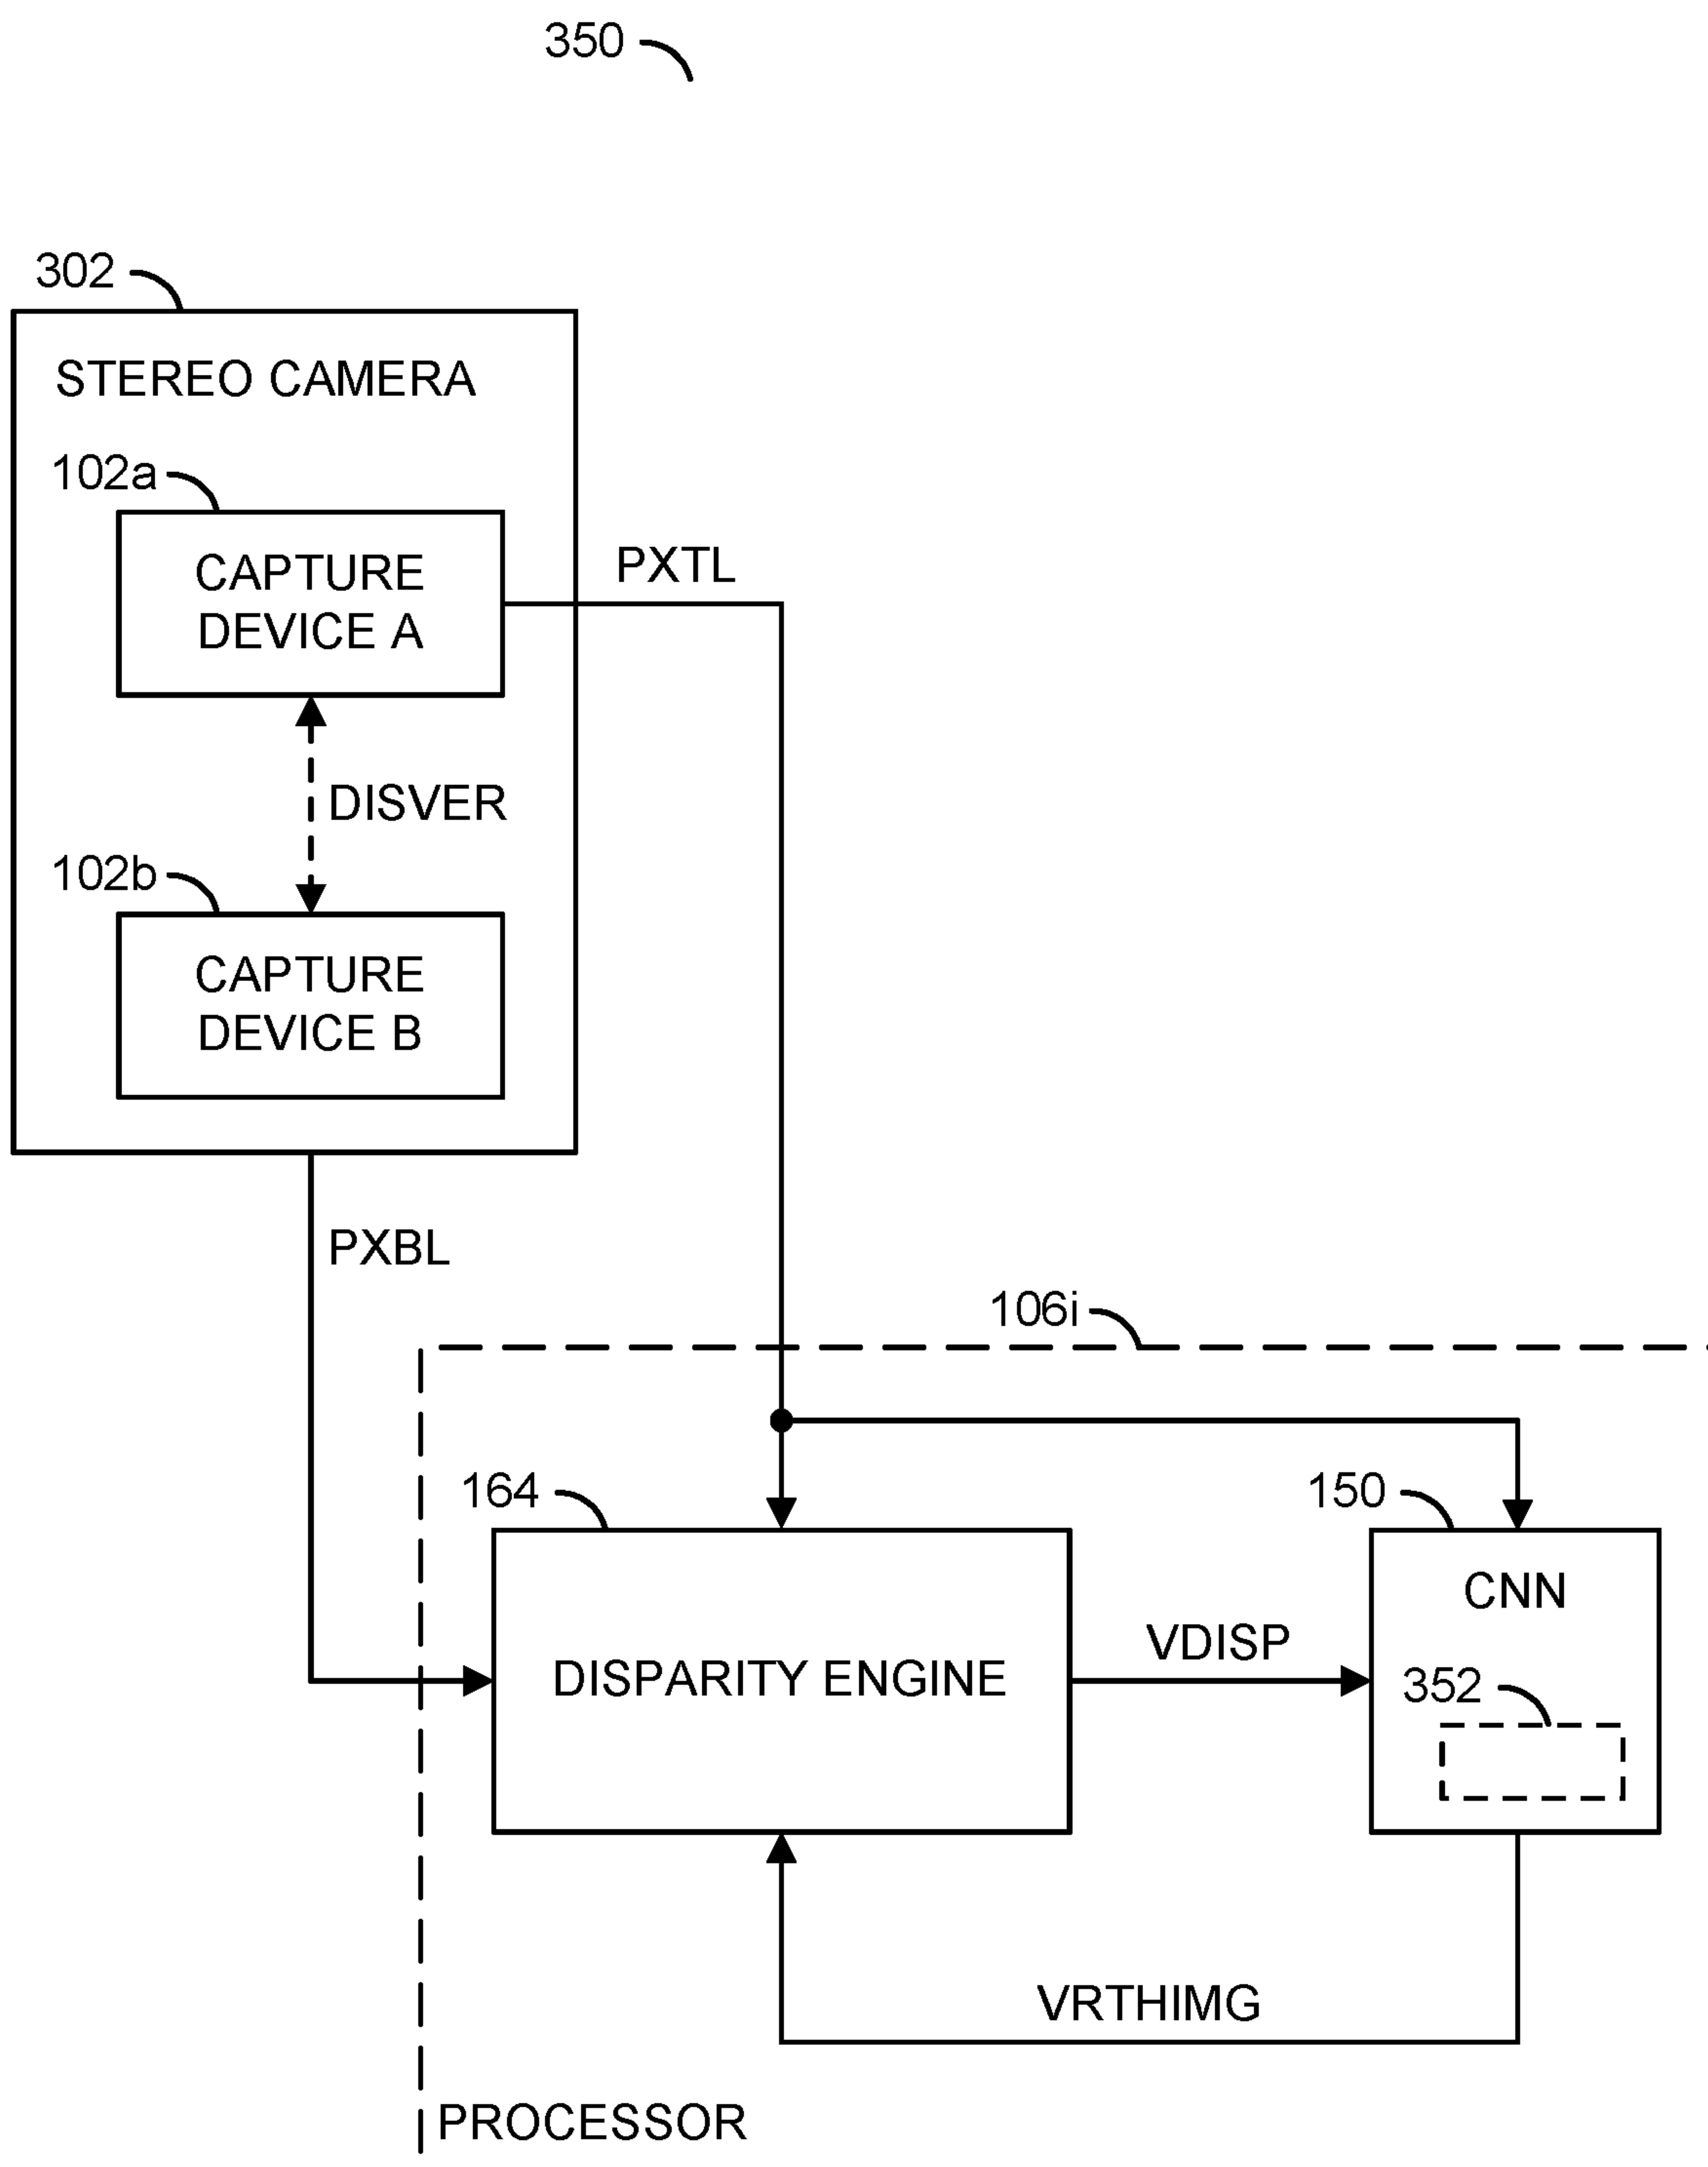 350
302
STEREO CAMERA
102a
CAPTURE
DEVICE A
PXTL
DISVER
102b
CAPTURE
DEVICE B
PXBL
106i
164
150
CNN
DISPARITY ENGINE
VDISP
352
VRTHIMG
PROCESSOR